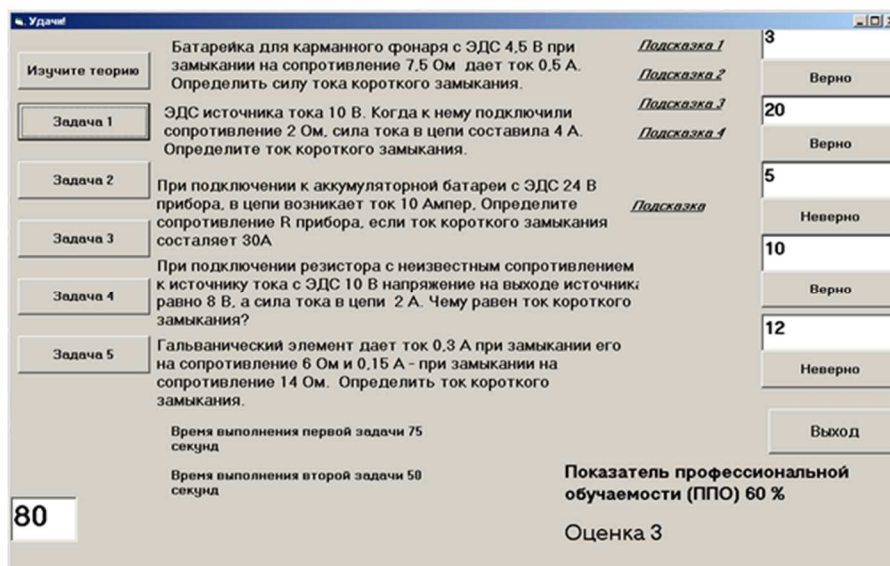 Удачи!
Изучите теорию
Батарейка для карманного фонаря с ЭДС 4,5 В при
замыкании на сопротивление 7,5 Ом дает ток 0,5 А.
Определить силу тока короткого замыкания.
Подсказка 1
Подсказка 2
Подсказка 3
Подсказка 4
3
Верно
Задача 1
ЭДС источника тока 10 В. Когда к нему подключили
сопротивление 2 Ом, сила тока в цепи составила 4 А.
Определите ток короткого замыкания.
20
Верно
Задача 2
При подключении к аккумуляторной батареи с ЭДС 24 В
прибора, в цепи возникает ток 10 Ампер, Определите
сопротивление R прибора, если ток короткого замыкания
состаляет 30А
Подсказка
5
Неверно
Задача 3
При подключении резистора с неизвестным сопротивлением
к источнику тока с ЭДС 10 В напряжение на выходе источника
равно 8 В, а сила тока в цепи 2 А. Чему равен ток короткого
замыкания?
10
Верно
Задача 4
Гальванический элемент дает ток 0,3 А при замыкании его
на сопротивление 6 Ом и 0,15 А - при замыкании на
сопротивление 14 Ом. Определить ток короткого
замыкания.
12
Неверно
Задача 5
Время выполнения первой задачи 75
секунд
Время выполнения второй задачи 50
секунд
Выход
80
Показатель профессиональной
обучаемости (ППО) 60 %
Оценка 3